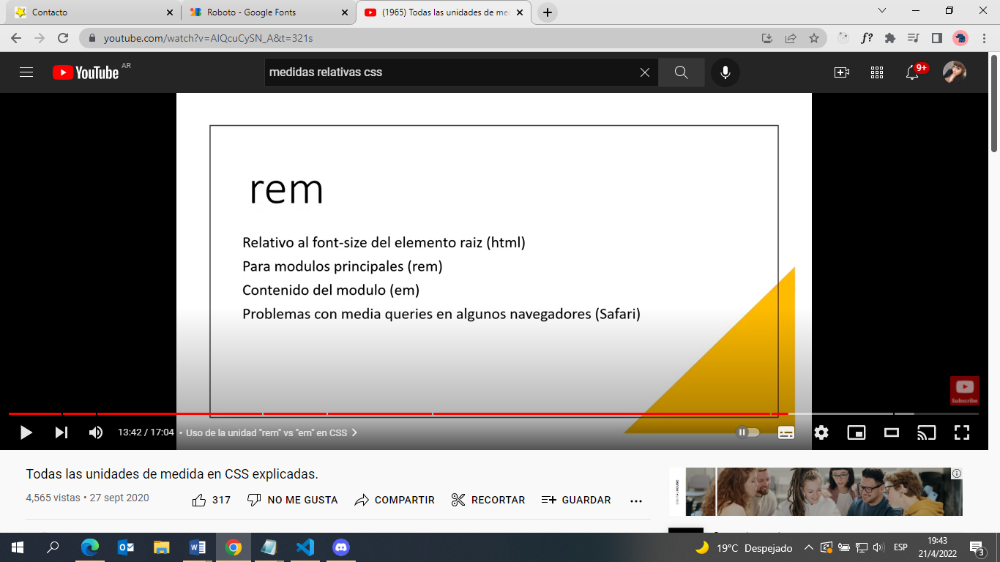 Contacto
Roboto - Google Fonts
(1965) Todas las unidades de me
youtube.com/watch?v=AIQcuCySN_A&t=321s
f?
YouTube AR
medidas relativas css
9+
rem
Relativo al font-size del elemento raiz (html)
Para modulos principales (rem)
Contenido del modulo (em)
Problemas con media queries en algunos navegadores (Safari)
Subscribe
13:42 / 17:04 • Uso de la unidad "rem" vs "em" en CSS
Todas las unidades de medida en CSS explicadas.
4,565 vistas • 27 sept 2020
317
NO ME GUSTA
COMPARTIR
RECORTAR
GUARDAR
19°C Despejado
ESP
19:43
21/4/2022
3